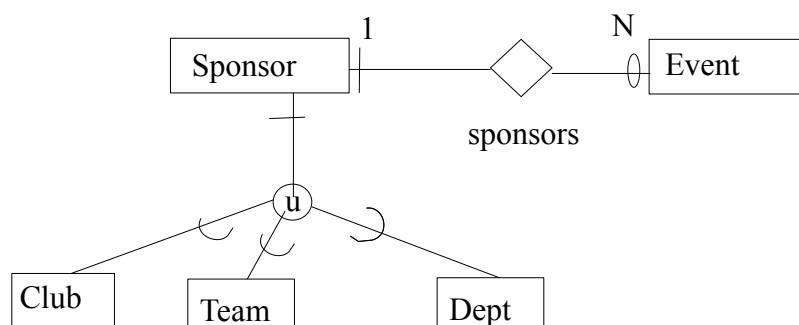 1
N
Sponsor
Event
sponsors
u
Club
Team
Dept